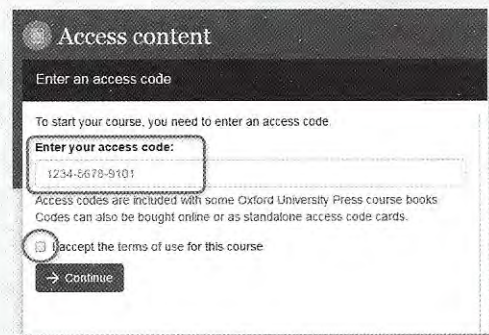 Access content
Enter an access code
To start your course, you need to enter an access code.
Enter your access code:
1234-5678-9101
Access codes are included with some Oxford University Press course books
Codes can also be bought online or as standalone access code cards.
I accept the terms of use for this course
→ Continue